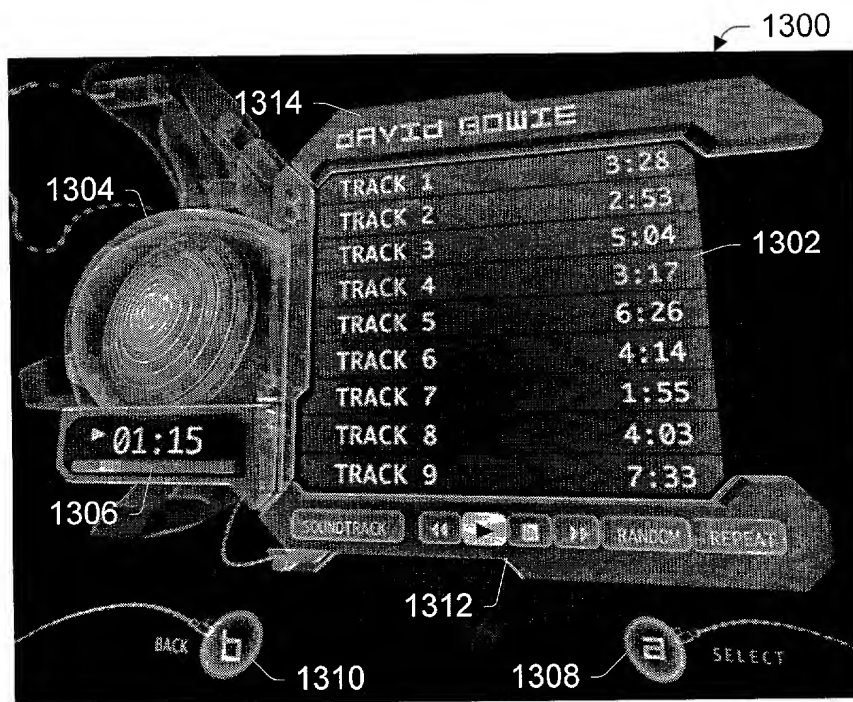 1300
1314
dAVId BOWIE
1304
TRACK 1 3:28
TRACK 2 2:53
TRACK 3 5:04
1302
TRACK 4 3:17
TRACK 5 6:26
TRACK 6 4:14
TRACK 7 1:55
01:15
TRACK 8 4:03
TRACK 9 7:33
1306
SOUNDTRACK RANDOM REPEAT
1312
BACK b a SELECT
1310 1308